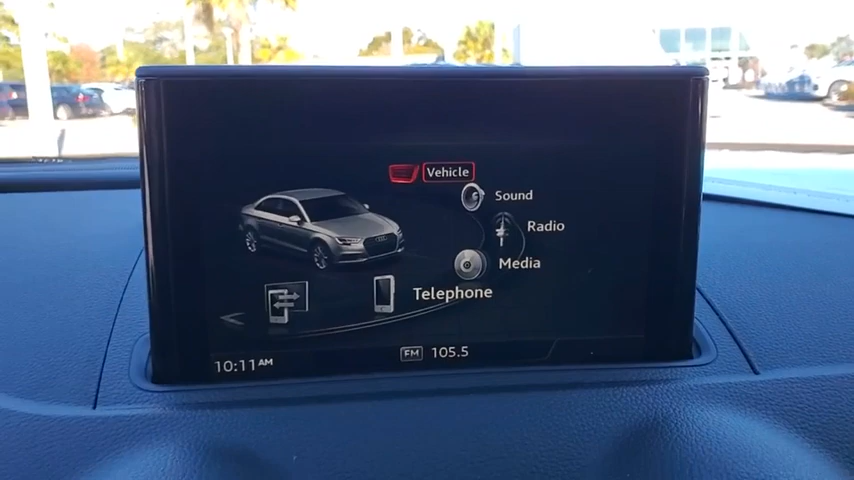 Vehicle
Sound
Radio
Media
Telephone
10:11 AM
FM 105.5